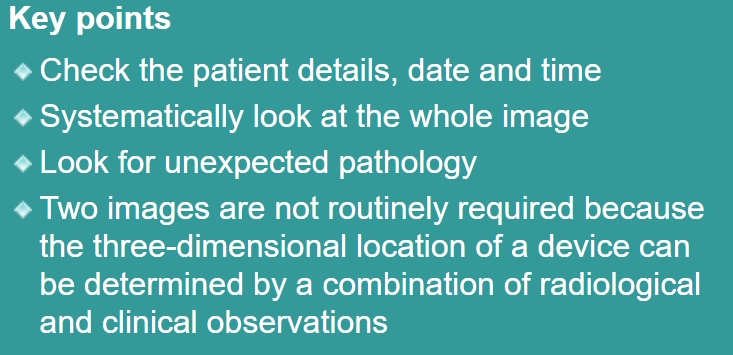 Key points
Check the patient details, date and time
Systematically look at the whole image
Look for unexpected pathology
Two images are not routinely required because
the three-dimensional location of a device can
be determined by a combination of radiological
and clinical observations